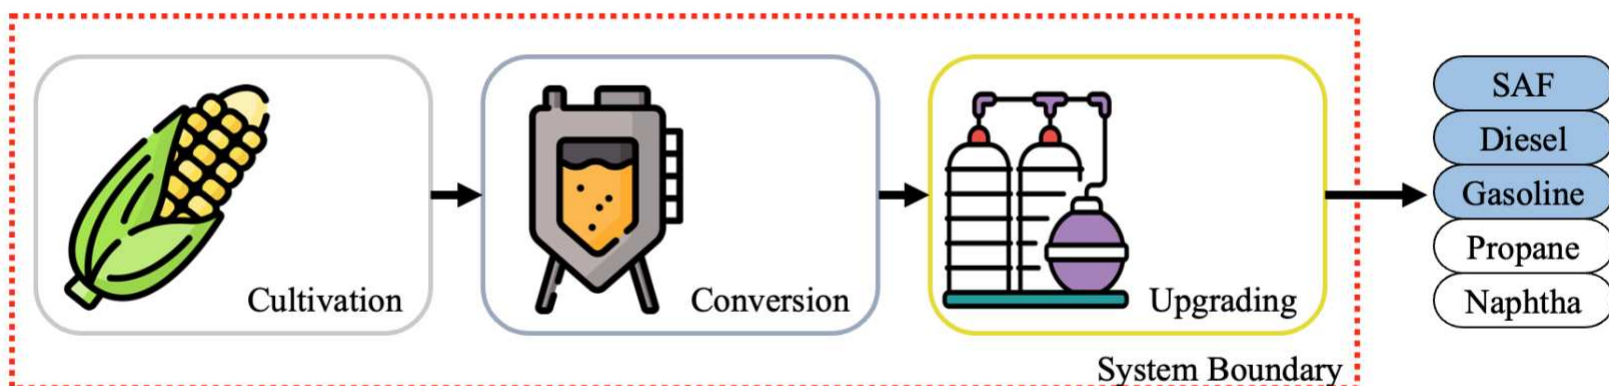 Cultivation
Conversion
Upgrading
System Boundary
SAF
Diesel
Gasoline
Propane
Naphtha